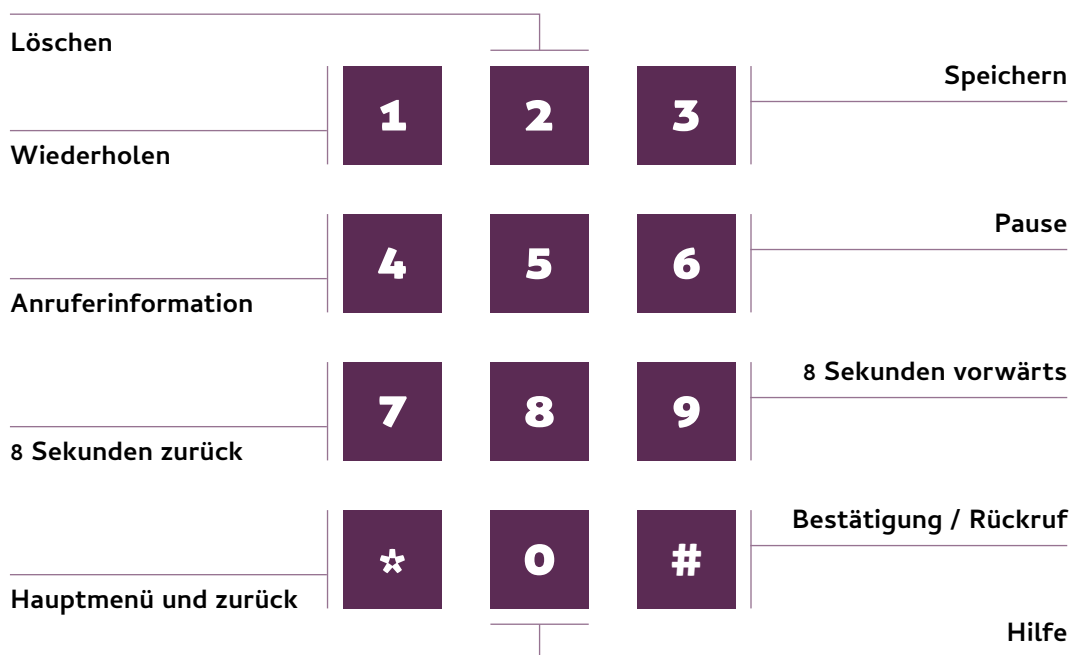 Löschen
Speichern
1 2 3
Wiederholen
Pause
4 5 6
Anruferinformation
8 Sekunden vorwärts
7 8 9
8 Sekunden zurück
Bestätigung / Rückruf
* 0 #
Hauptmenü und zurück
Hilfe